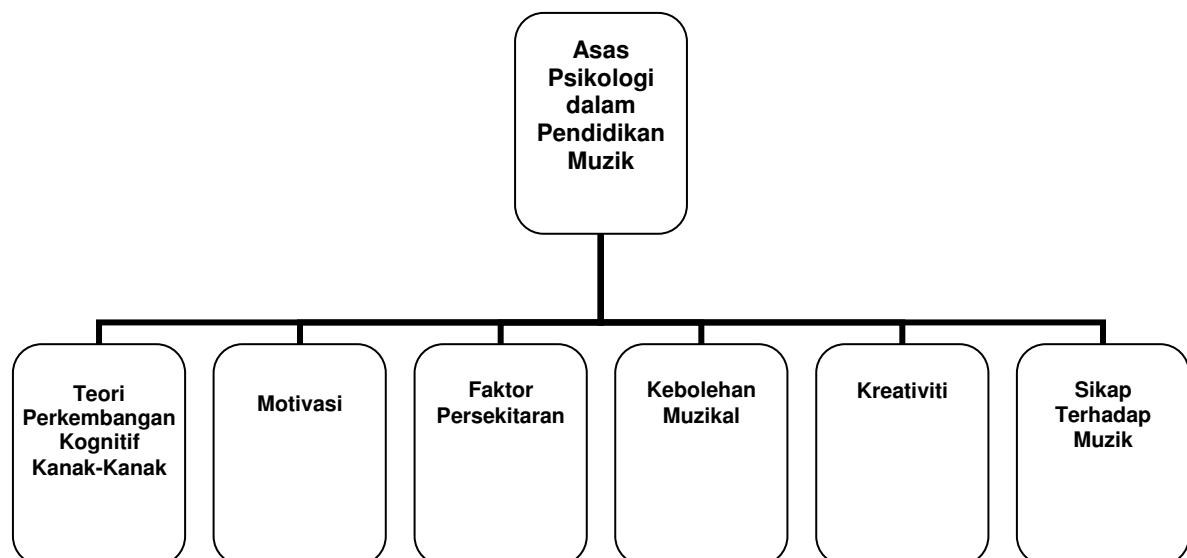 Asas
Psikologi
dalam
Pendidikan
Muzik
Teori
Perkembangan
Kognitif
Kanak-Kanak
Motivasi
Faktor
Persekitaran
Kebolehan
Muzikal
Kreativiti
Sikap
Terhadap
Muzik